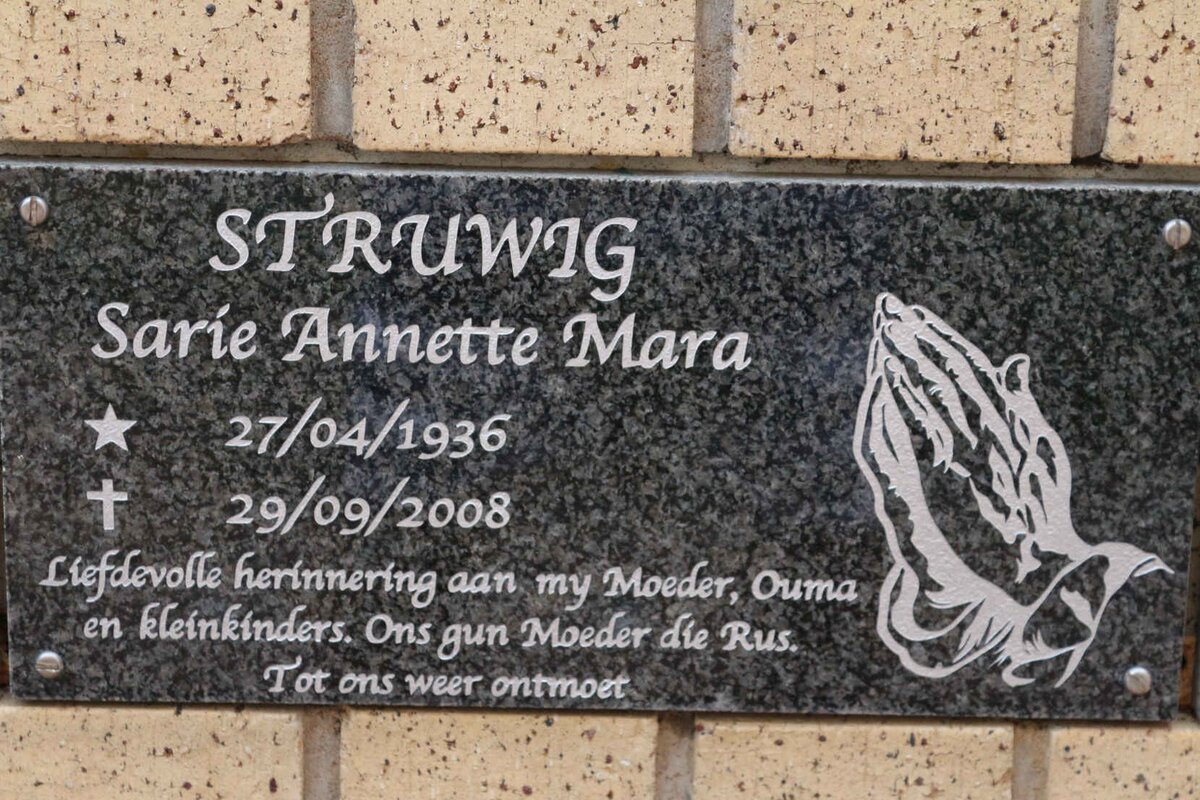 STRUWIG
Sarie Annette Mara
27/04/1936
29/09/2008
Liefdevolle herinnering aan my Moeder, Ouma
en kleinkinders. Ons gun Moeder die Rus.
Tot ons weer ontmoet